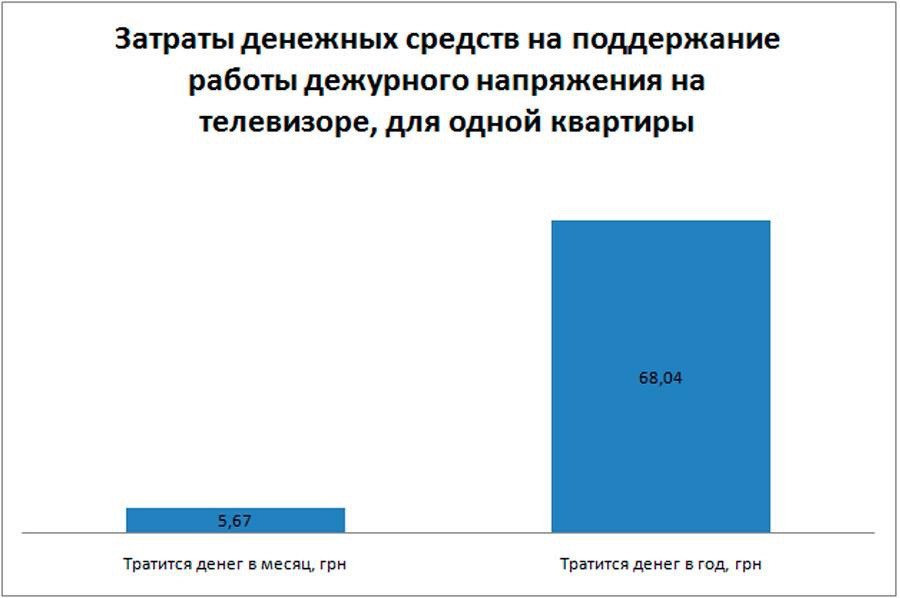 Затраты денежных средств на поддержание
работы дежурного напряжения на
телевизоре, для одной квартиры
68,04
5,67
Тратится денег в месяц, грн
Тратится денег в год, грн